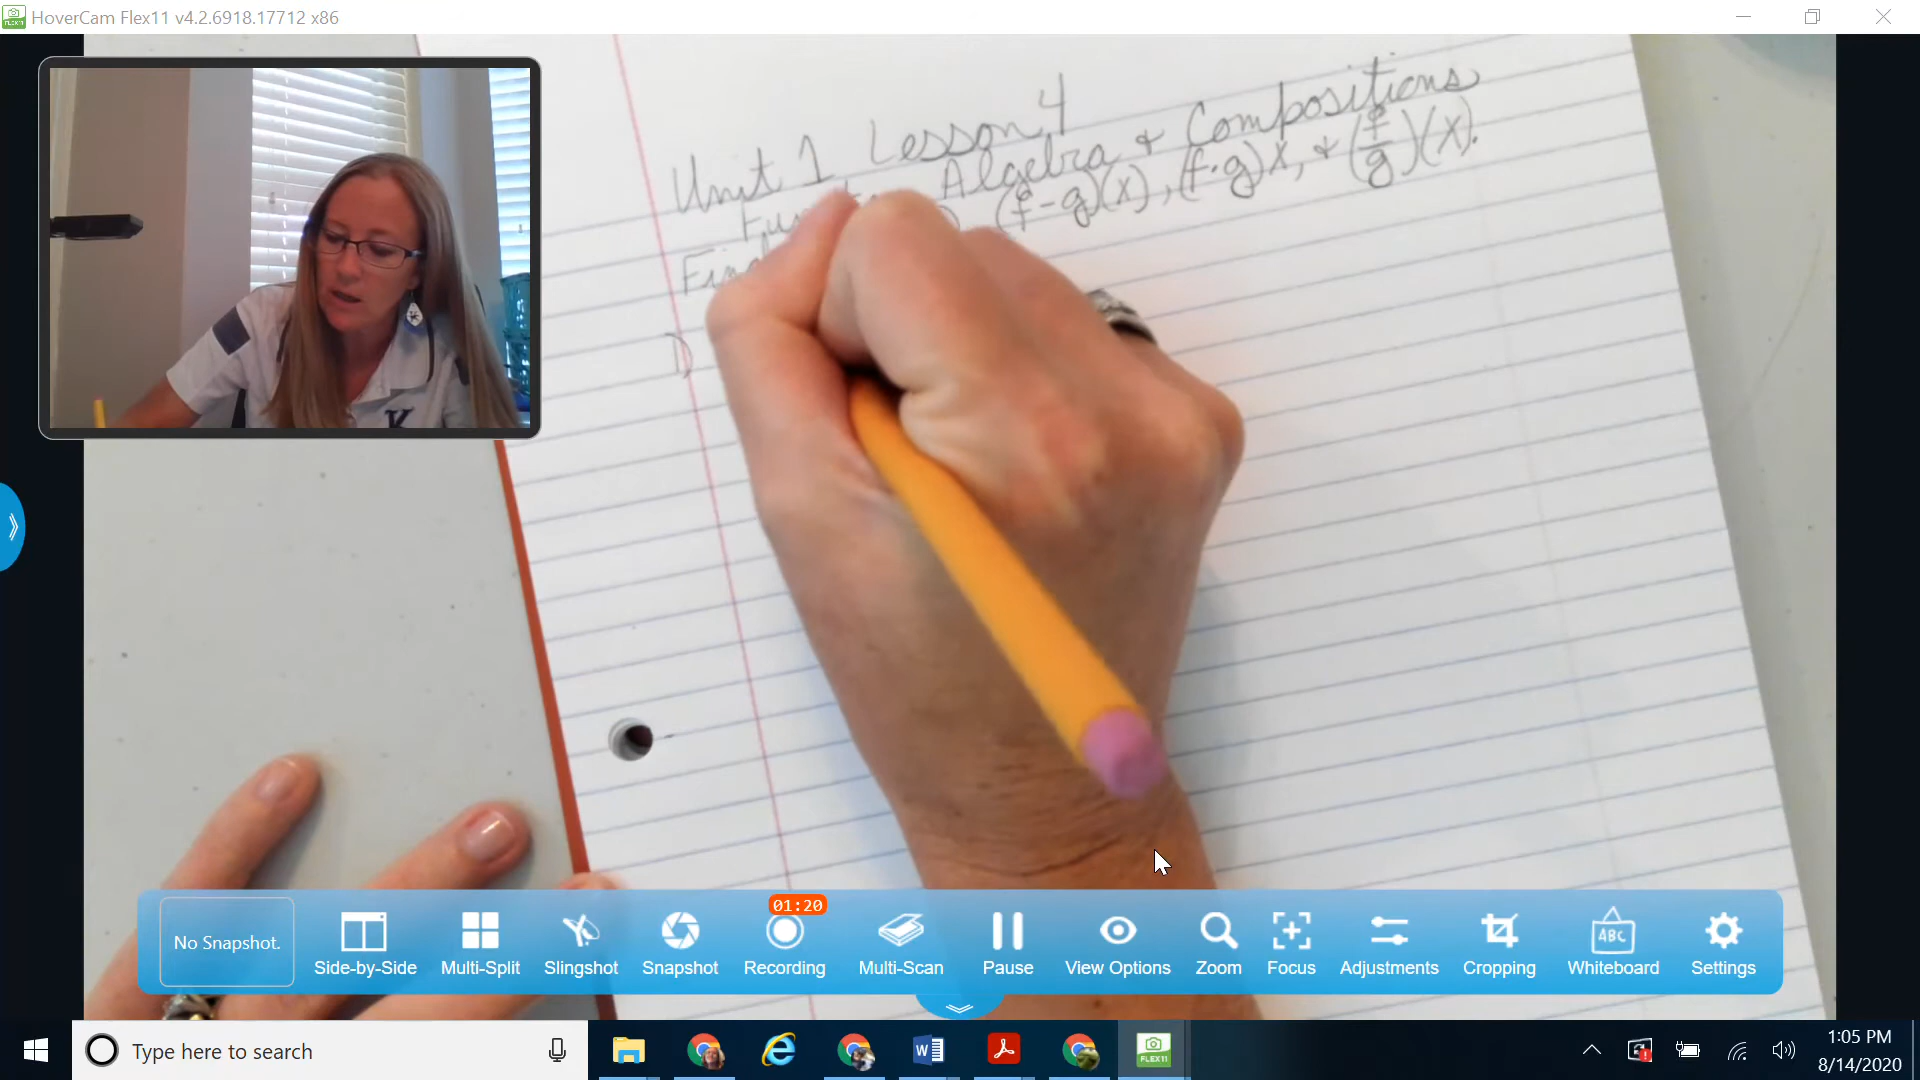 HoverCam Flex11 v4.2.6918.17712 x86
Unit 1 Lesson 4
Algebra & Compositions
(f-g)(x), (f·g)x, & (f/g)(x).
1)
K
No Snapshot.
Side-by-Side
Multi-Split
Slingshot
Snapshot
01:20
Recording
Multi-Scan
Pause
View Options
Zoom
Focus
Adjustments
Cropping
ABC
Whiteboard
Settings
Type here to search
FLEX11
1:05 PM
8/14/2020